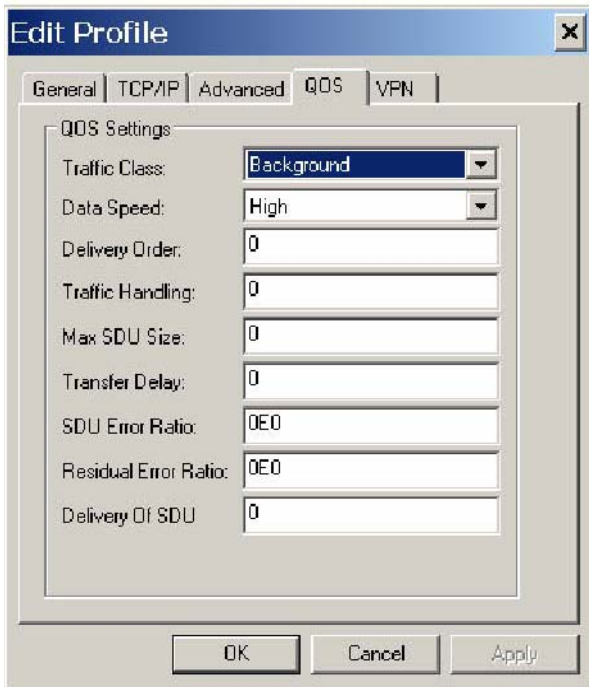 Edit Profile
General TCP/IP Advanced QOS VPN
QOS Settings
Traffic Class: Background
Data Speed: High
Delivery Order: 0
Traffic Handling: 0
Max SDU Size: 0
Transfer Delay: 0
SDU Error Ratio: 0E0
Residual Error Ratio: 0E0
Delivery Of SDU 0
OK Cancel Apply